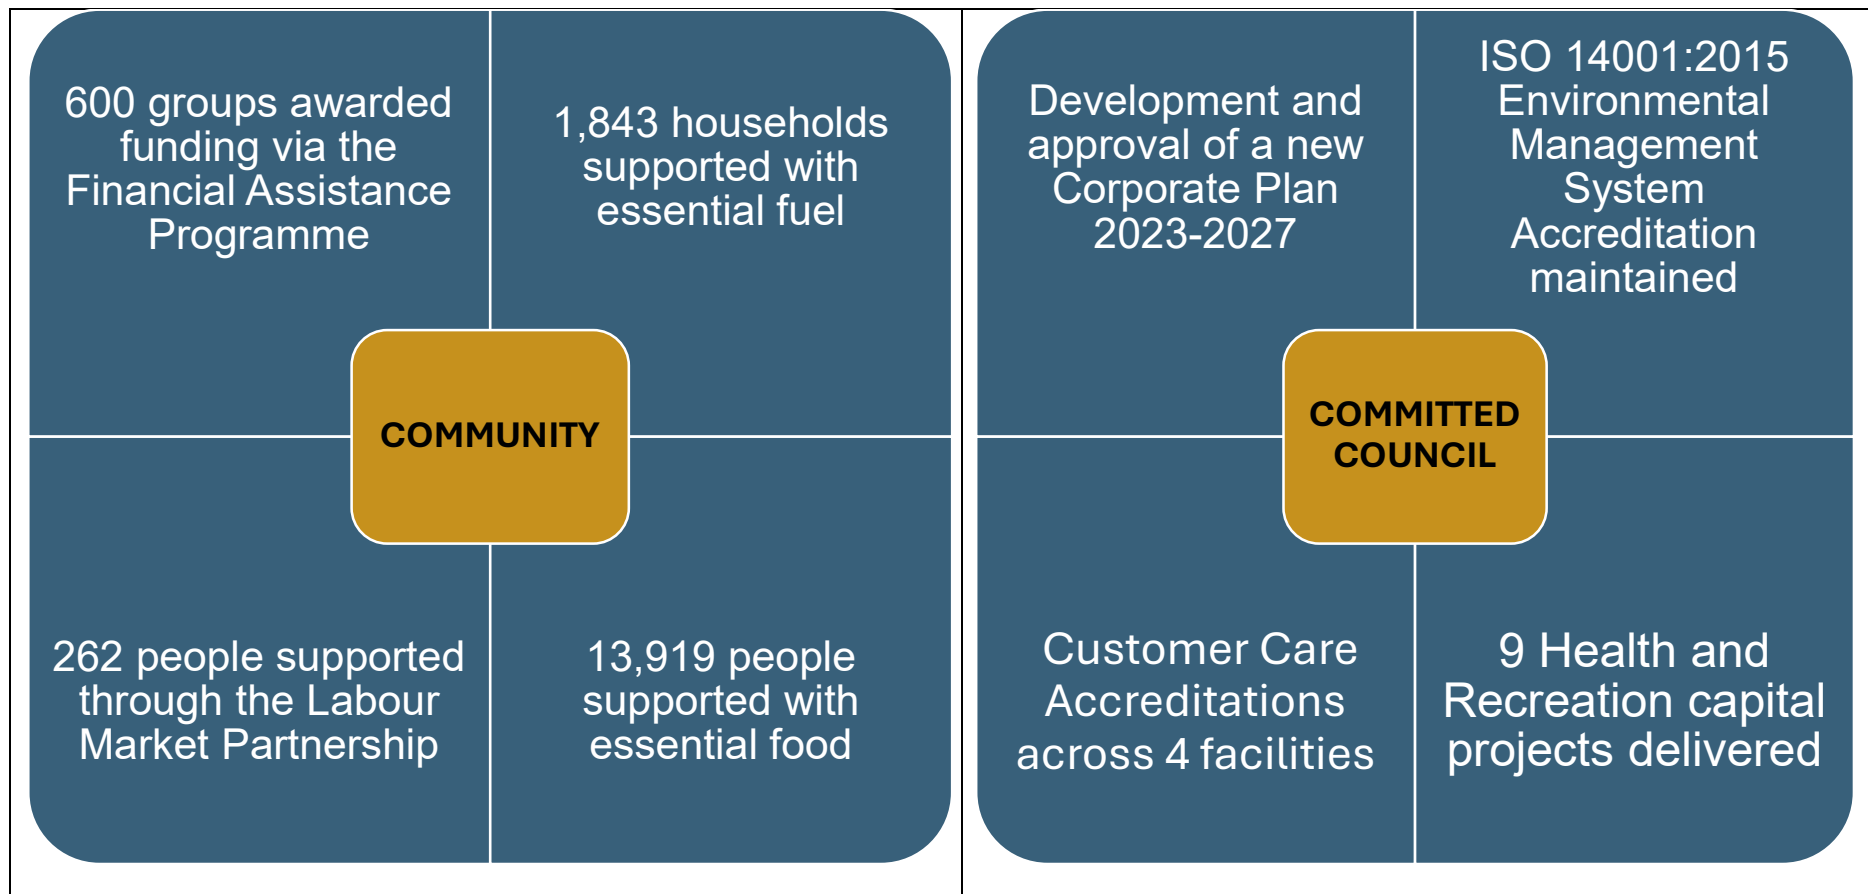 600 groups awarded
funding via the
Financial Assistance
Programme
1,843 households
supported with
essential fuel
COMMUNITY
262 people supported
through the Labour
Market Partnership
13,919 people
supported with
essential food
Development and
approval of a new
Corporate Plan
2023-2027
ISO 14001:2015
Environmental
Management
System
Accreditation
maintained
COMMITTED
COUNCIL
Customer Care
Accreditations
across 4 facilities
9 Health and
Recreation capital
projects delivered